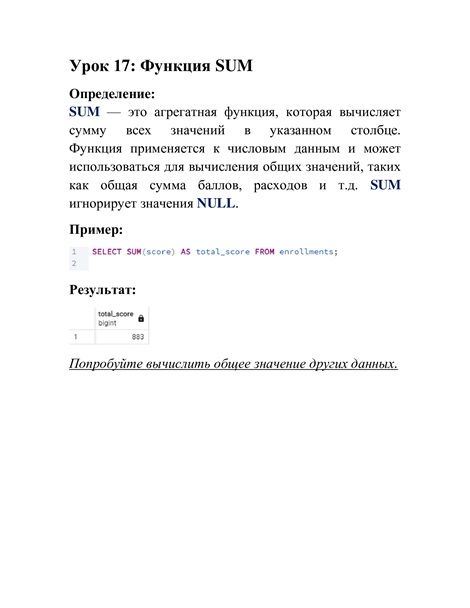 Урок 17: Функция SUM
Определение:
SUM — это агрегатная функция, которая вычисляет
сумму всех значений в указанном столбце.
Функция применяется к числовым данным и может
использоваться для вычисления общих значений, таких
как общая сумма баллов, расходов и т.д. SUM
игнорирует значения NULL.
Пример:
1 SELECT SUM(score) AS total_score FROM enrollments;
2
Результат:
total_score
bigint
1 883
Попробуйте вычислить общее значение других данных.